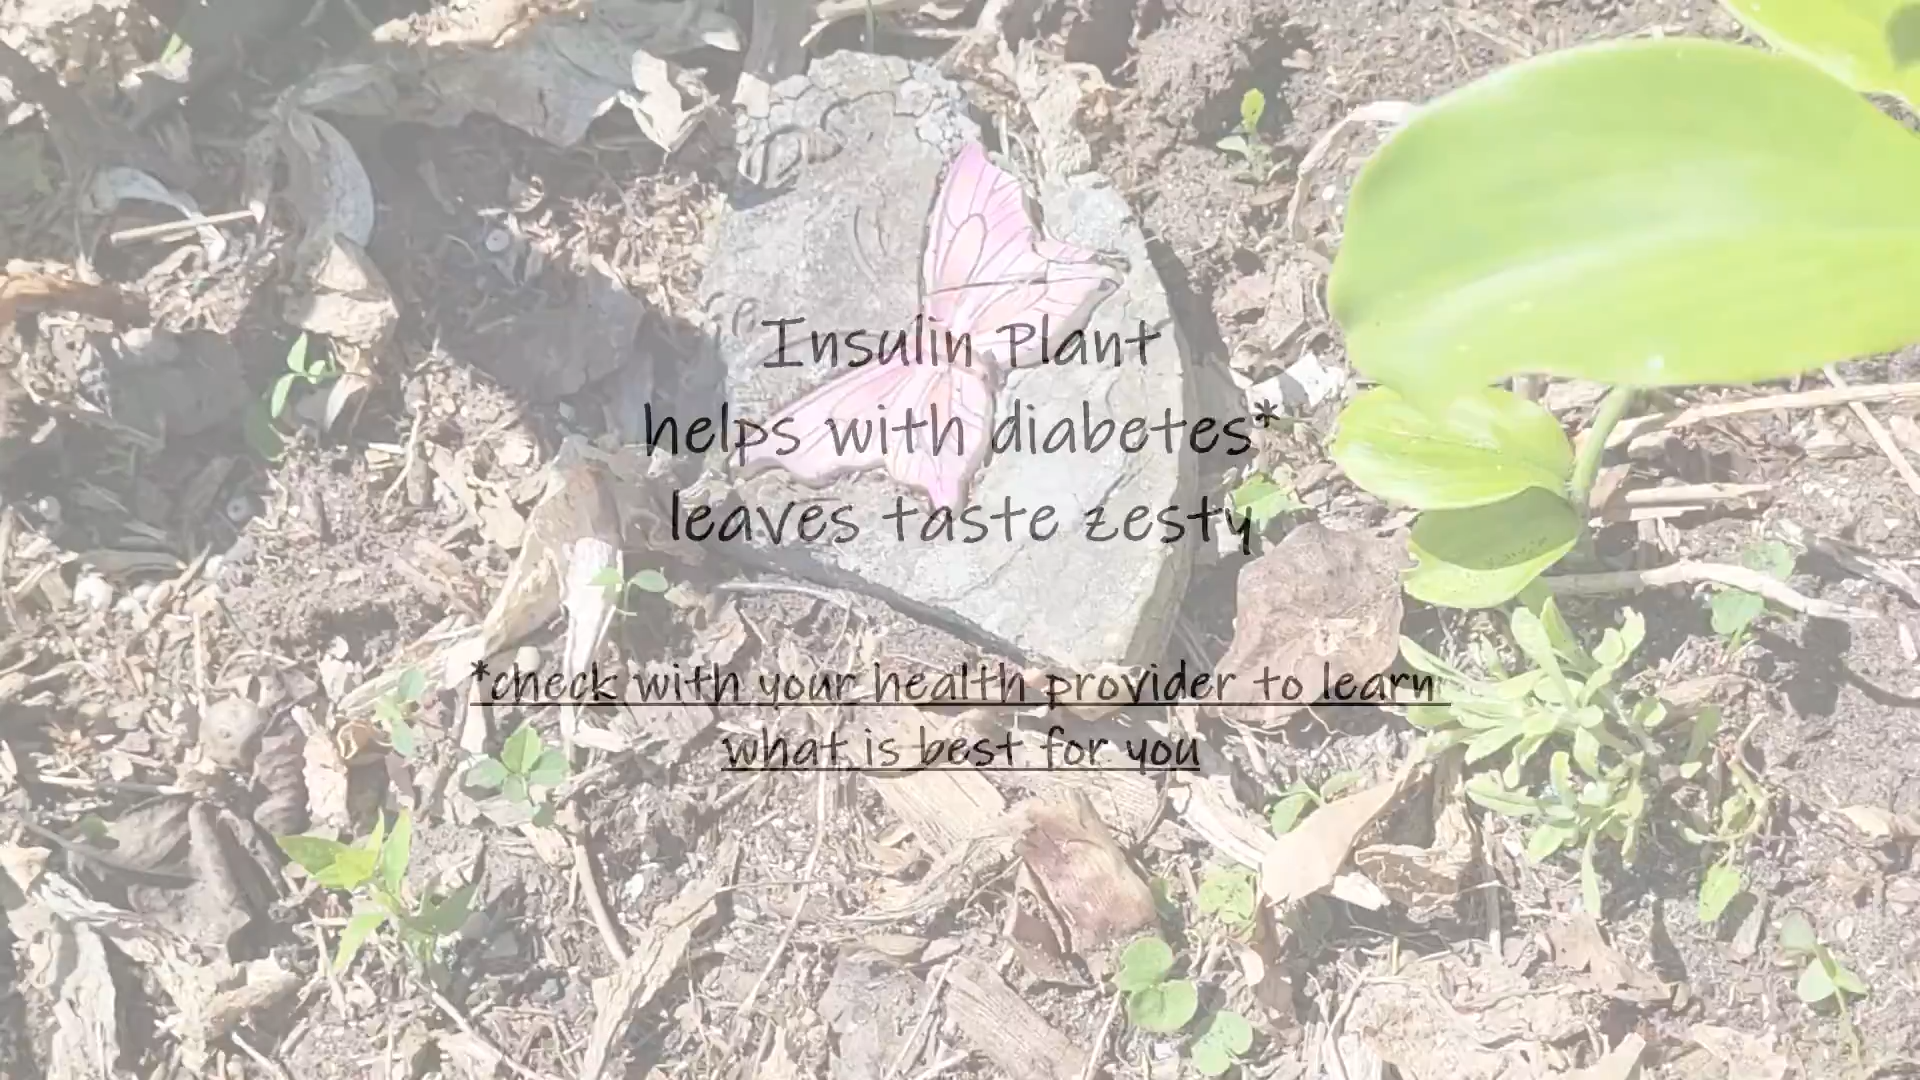 Insulin Plant
helps with diabetes*
leaves taste zesty
*check with your health provider to learn
what is best for you